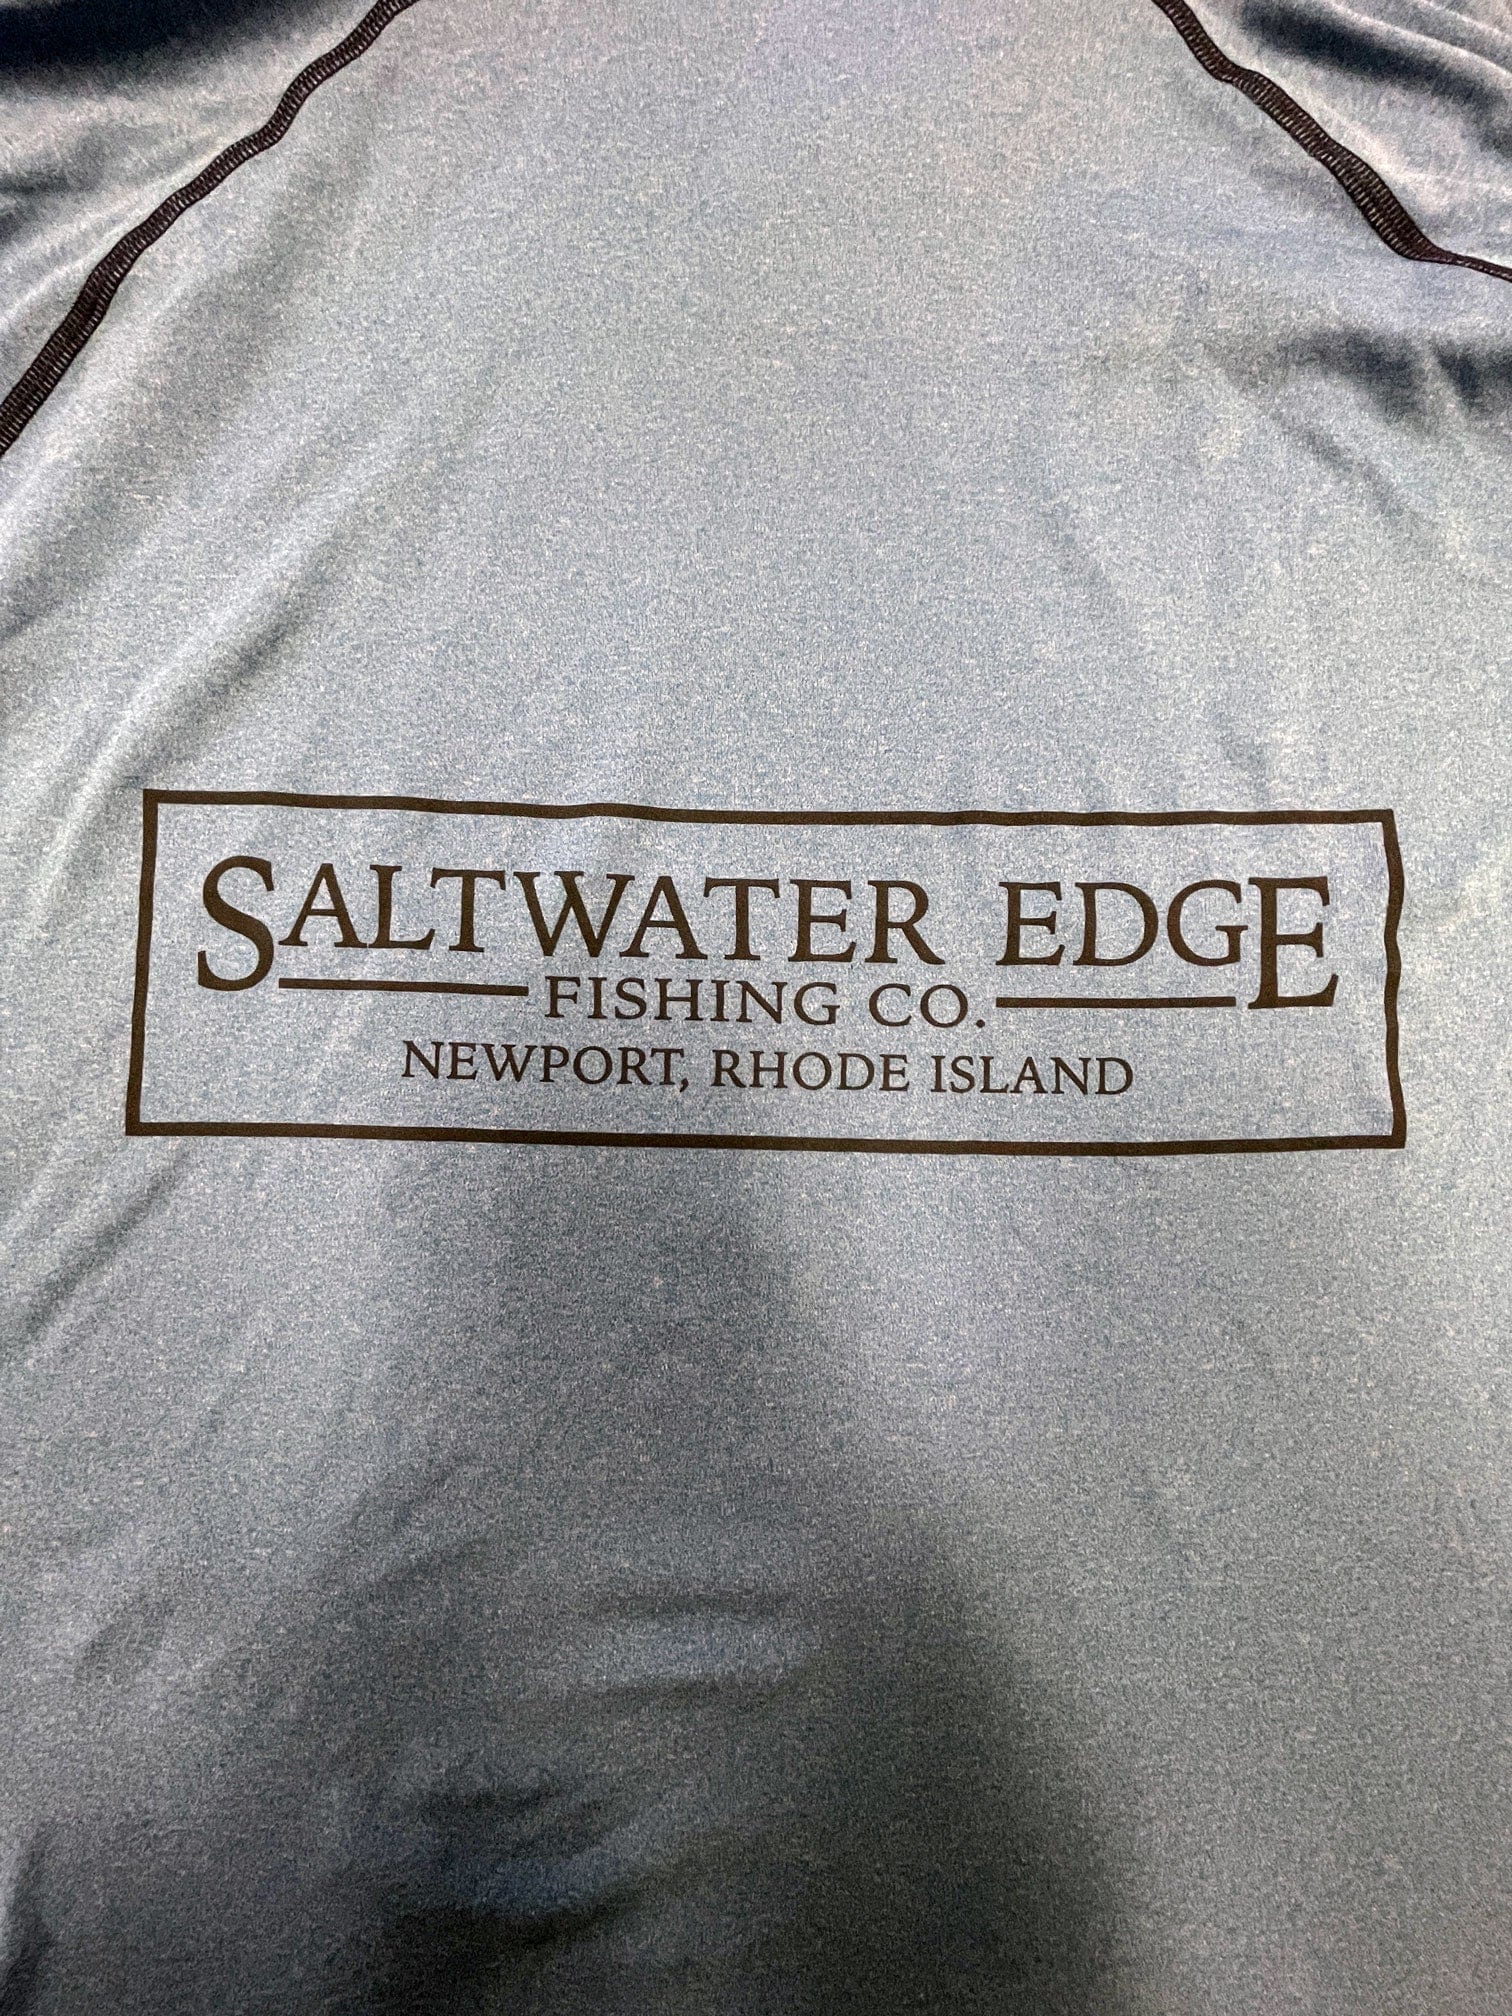 SALTWATER EDGE
FISHING CO.
NEWPORT, RHODE ISLAND